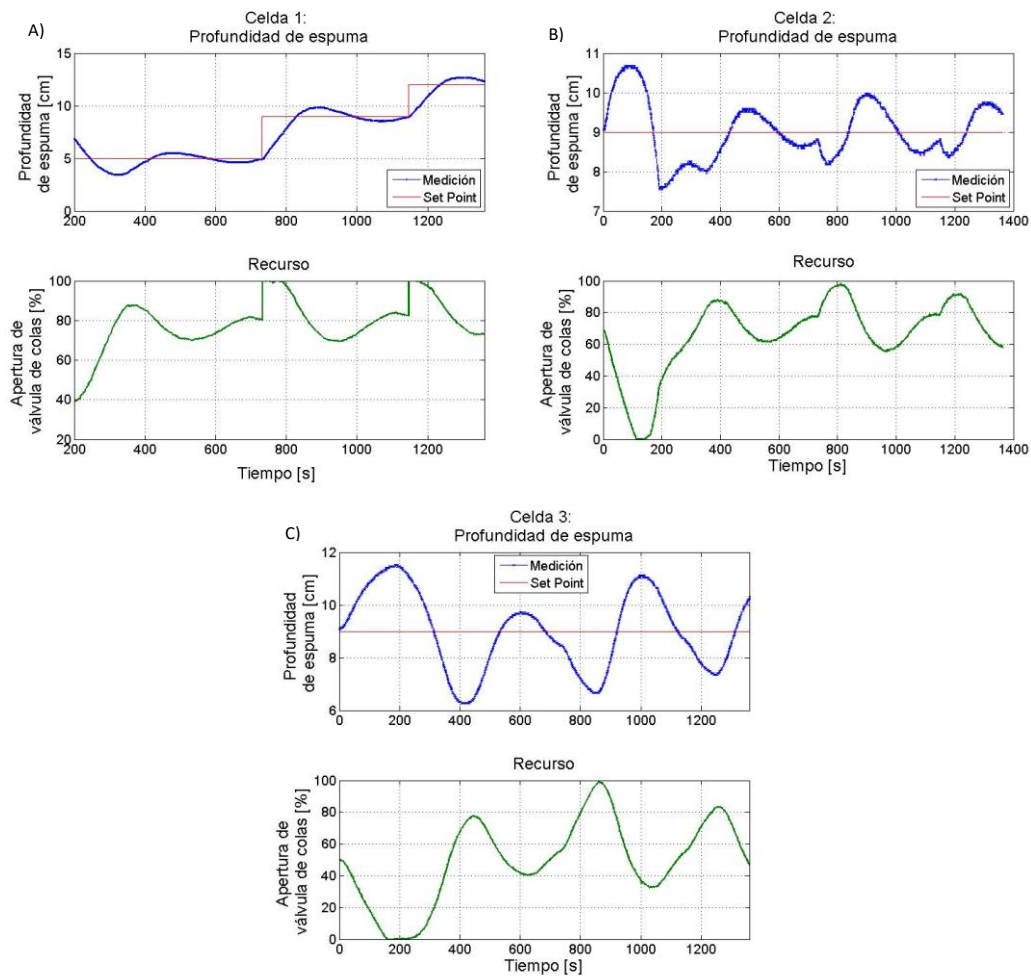 A)
Celda 1:
Profundidad de espuma
Profundidad
de espuma [cm]
15
10
5
0
200 400 600 800 1000 1200
Medición
Set Point
Recurso
Apertura de
válvula de colas [%]
100
80
60
40
20
200 400 600 800 1000 1200
Tiempo [s]
B)
Celda 2:
Profundidad de espuma
Profundidad
de espuma [cm]
11
10
9
8
7
0 200 400 600 800 1000 1200 1400
Medición
Set Point
Recurso
Apertura de
válvula de colas [%]
100
80
60
40
20
0
0 200 400 600 800 1000 1200 1400
Tiempo [s]
C)
Celda 3:
Profundidad de espuma
Profundidad
de espuma [cm]
12
10
8
6
0 200 400 600 800 1000 1200
Medición
Set Point
Recurso
Apertura de
válvula de colas [%]
100
80
60
40
20
0
0 200 400 600 800 1000 1200
Tiempo [s]